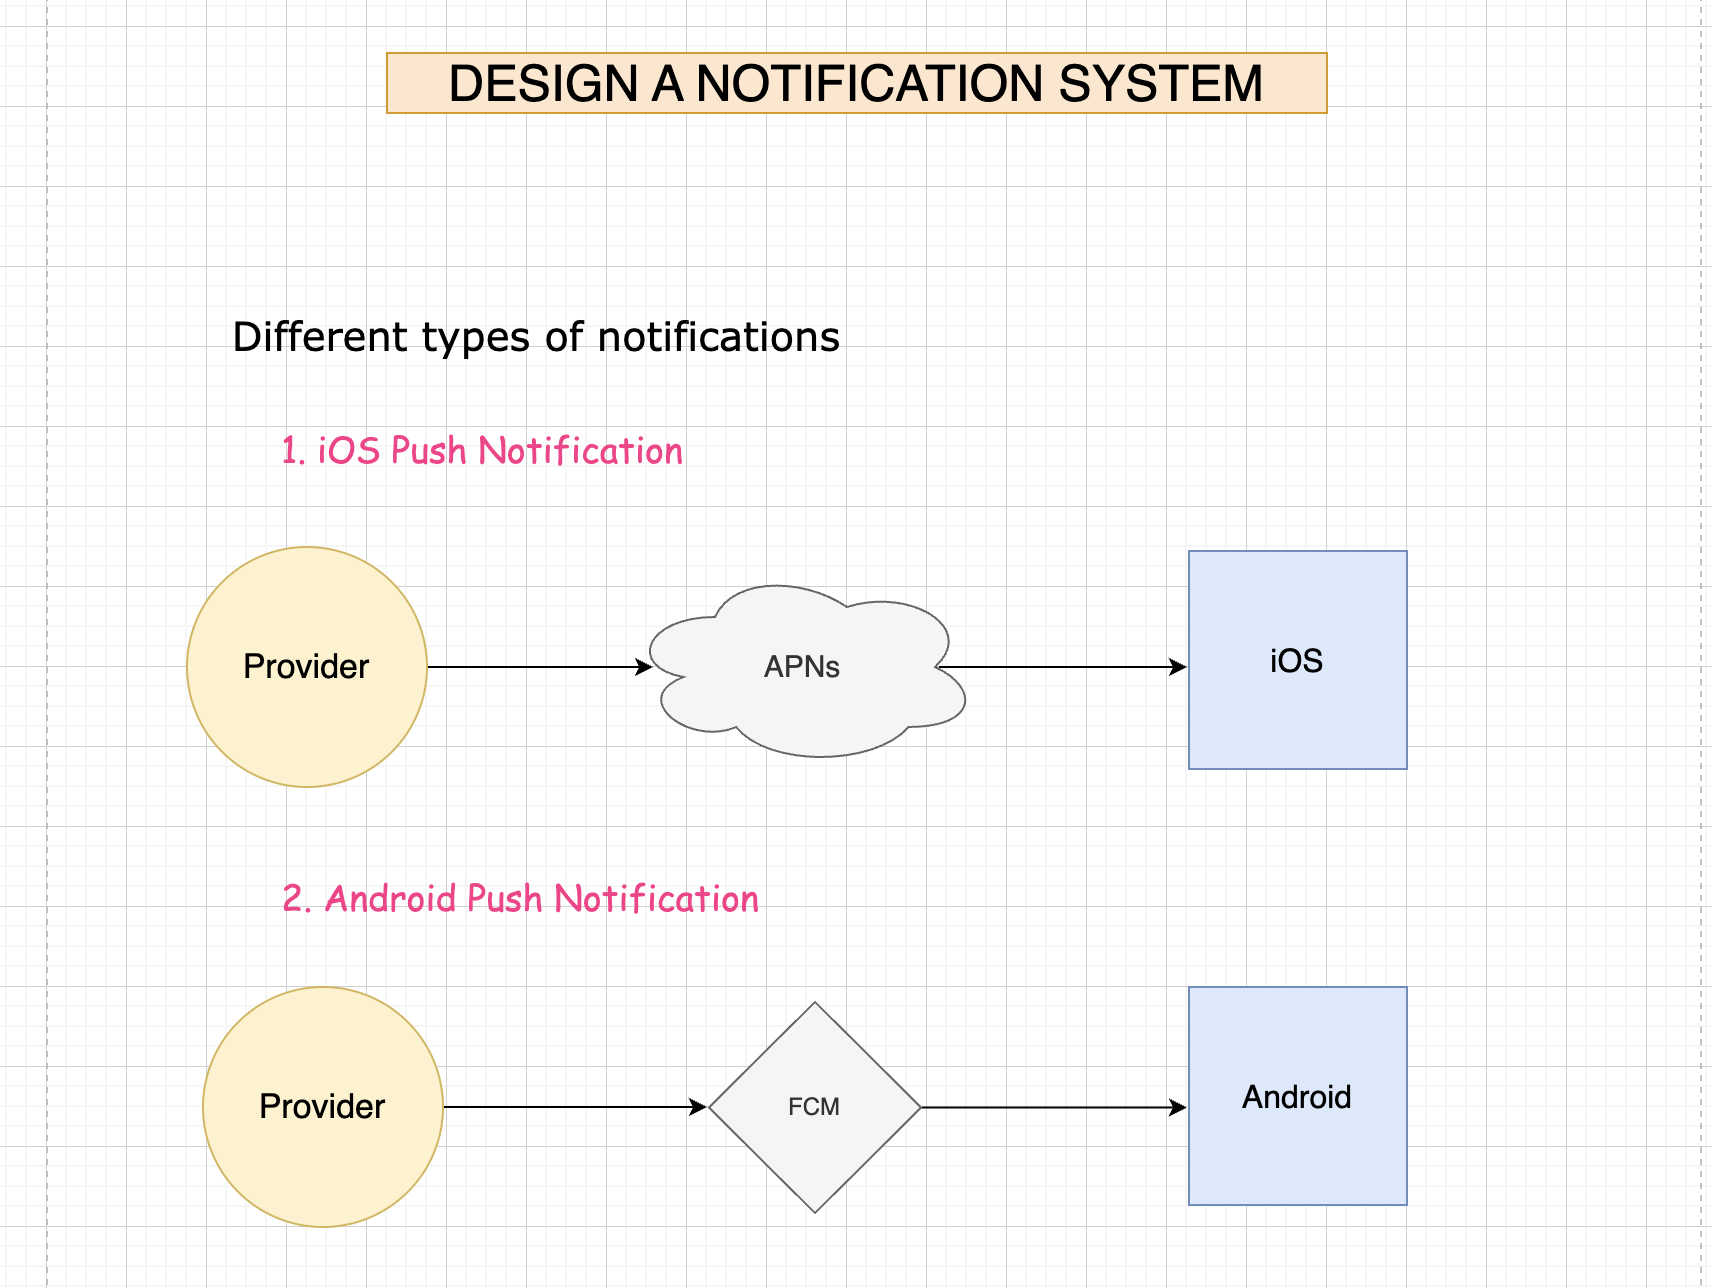 DESIGN A NOTIFICATION SYSTEM
Different types of notifications
1. iOS Push Notification
Provider
APNs
iOS
2. Android Push Notification
Provider
FCM
Android